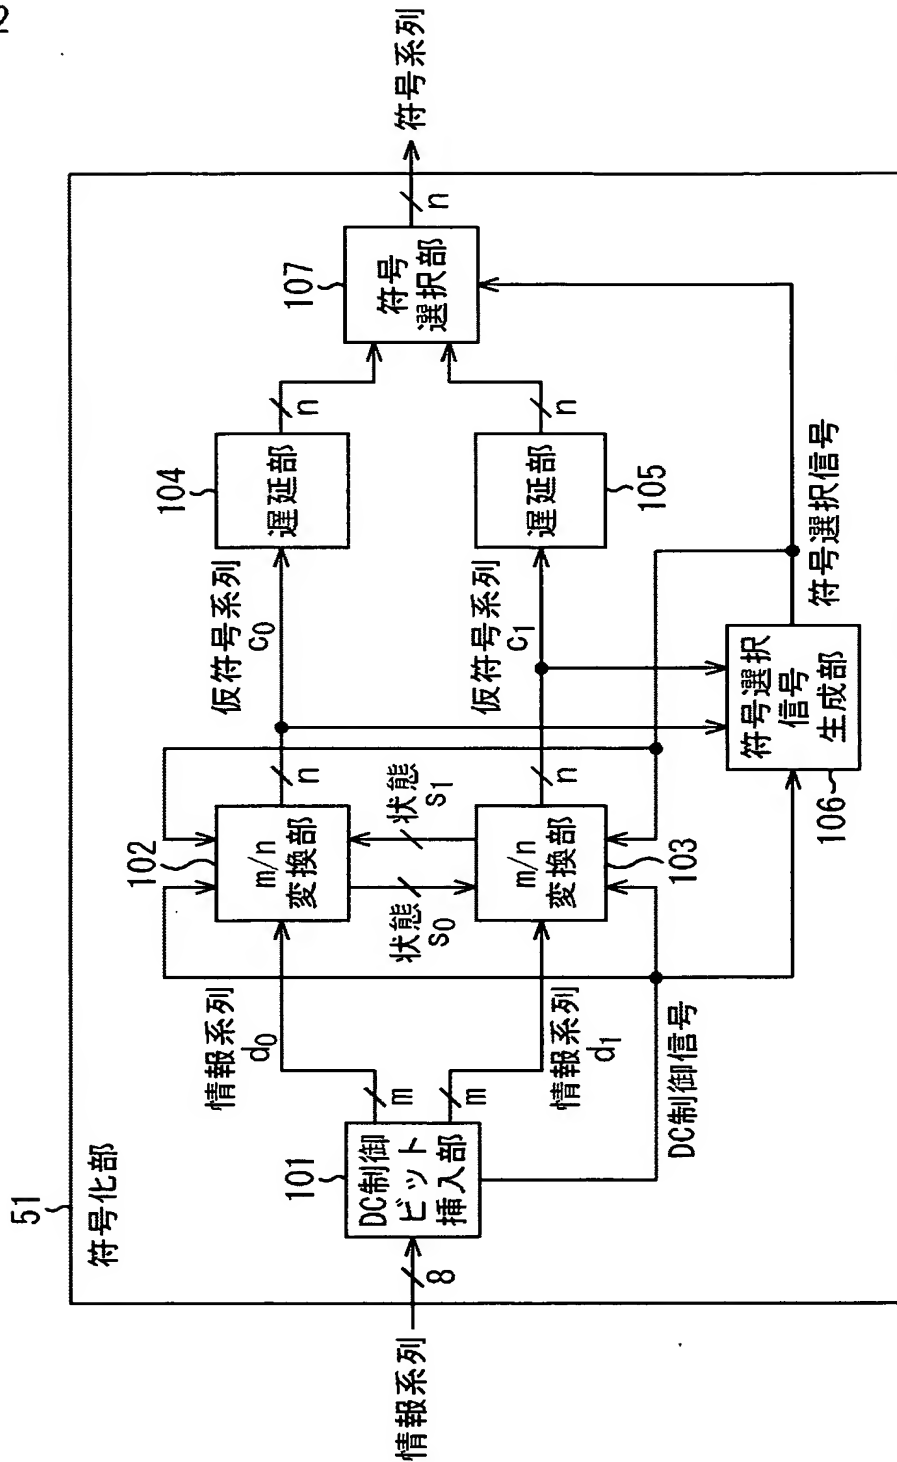 2
51
符号化部
情報系列
8
101
DC制御
ビット
挿入部
m
m
情報系列
d0
情報系列
d1
DC制御信号
102
m/n
変換部
103
m/n
変換部
状態
s0
状態
s1
n
n
仮符号系列
c0
仮符号系列
c1
104
遅延部
105
遅延部
n
n
106
符号選択
信号
生成部
符号選択信号
107
符号
選択部
n
符号系列